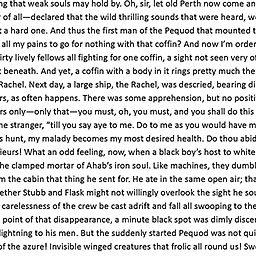 ng that weak souls may hold by. Oh, sir, let old Perth now come an
of all—declared that the wild thrilling sounds that were heard, w
t a hard one. And thus the first man of the Pequod that mounted t
all my pains to go for nothing with that coffin? And now I'm order
irty lively fellows all fighting for one coffin, a sight not seen very of
t beneath. And yet, a coffin with a body in it rings pretty much the
Rachel. Next day, a large ship, the Rachel, was descried, bearing di
rs, as often happens. There was some apprehension, but no positi
rs only—only that—you must, oh, you must, and you shall do this
ne stranger, "till you say aye to me. Do to me as you would have m
s hunt, my malady becomes my most desired health. Do thou abid
ieurs! What an odd feeling, now, when a black boy's host to white
he clamped mortar of Ahab's iron soul. Like machines, they dumb
m the cabin that thing he sent for. He ate in the same open air; tha
ether Stubb and Flask might not willingly overlook the sight he sou
carelessness of the crew be cast adrift and fall all swooping to the
point of that disappearance, a minute black spot was dimly discer
lightning to his men. But the suddenly started Pequod was not qui
of the azure! Invisible winged creatures that frolic all round us! Sw